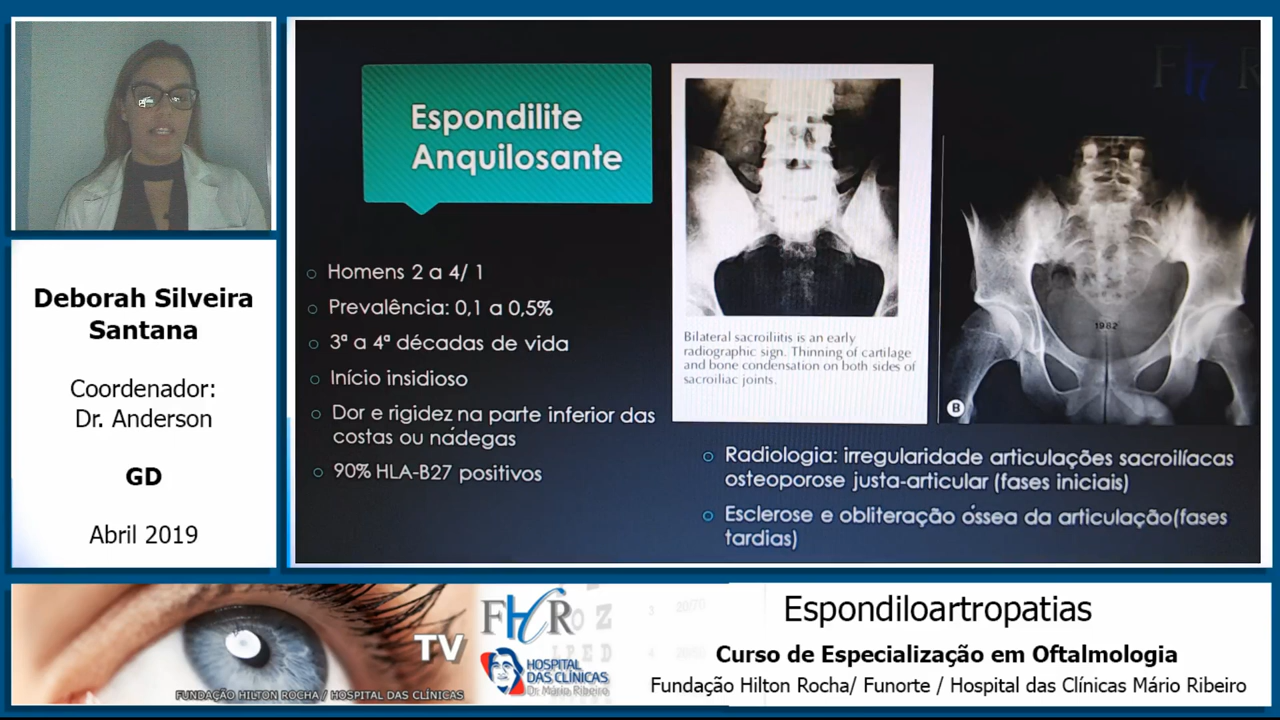 Deborah Silveira
Santana
Coordenador:
Dr. Anderson
GD
Abril 2019
FHR
Espondilite
Anquilosante
Homens 2 a 4/ 1
Prevalência: 0,1 a 0,5%
3ª a 4ª décadas de vida
Início insidioso
Dor e rigidez na parte inferior das
costas ou nádegas
90% HLA-B27 positivos
Bilateral sacroiliitis is an early
radiographic sign. Thinning of cartilage
and bone condensation on both sides of
sacroiliac joints.
1982
B
Radiologia: irregularidade articulações sacroilíacas
osteoporose justa-articular (fases iniciais)
Esclerose e obliteração óssea da articulação(fases
tardias)
TV
FUNDAÇÃO HILTON ROCHA / HOSPITAL DAS CLÍNICAS
FHR
HOSPITAL
DAS CLÍNICAS
Dr. Mário Ribeiro
Espondiloartropatias
Curso de Especialização em Oftalmologia
Fundação Hilton Rocha/ Funorte / Hospital das Clínicas Mário Ribeiro